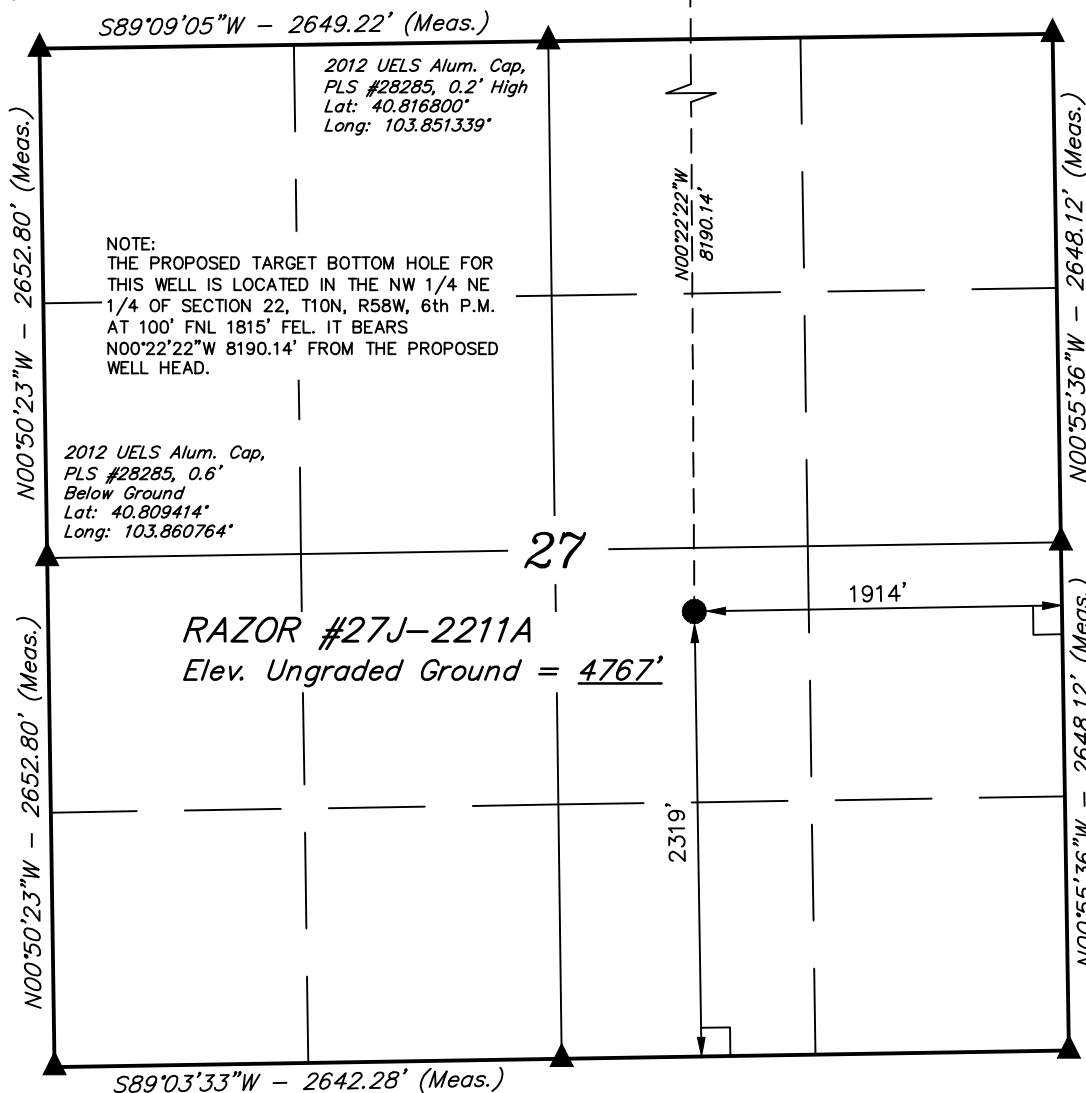 S89°09'05"W – 2649.22' (Meas.)
2012 UELS Alum. Cap,
PLS #28285, 0.2' High
Lat: 40.816800°
Long: 103.851339°
N00°50'23"W – 2652.80' (Meas.)
N00°22'22"W
8190.14'
N00°55'36"W – 2648.12' (Meas.)
NOTE:
THE PROPOSED TARGET BOTTOM HOLE FOR
THIS WELL IS LOCATED IN THE NW 1/4 NE
1/4 OF SECTION 22, T10N, R58W, 6th P.M.
AT 100' FNL 1815' FEL. IT BEARS
N00°22'22"W 8190.14' FROM THE PROPOSED
WELL HEAD.
2012 UELS Alum. Cap,
PLS #28285, 0.6'
Below Ground
Lat: 40.809414°
Long: 103.860764°
27
1914'
RAZOR #27J–2211A
Elev. Ungraded Ground = 4767'
N00°50'23"W – 2652.80' (Meas.)
2319'
N00°55'36"W – 2648.12' (Meas.)
S89°03'33"W – 2642.28' (Meas.)